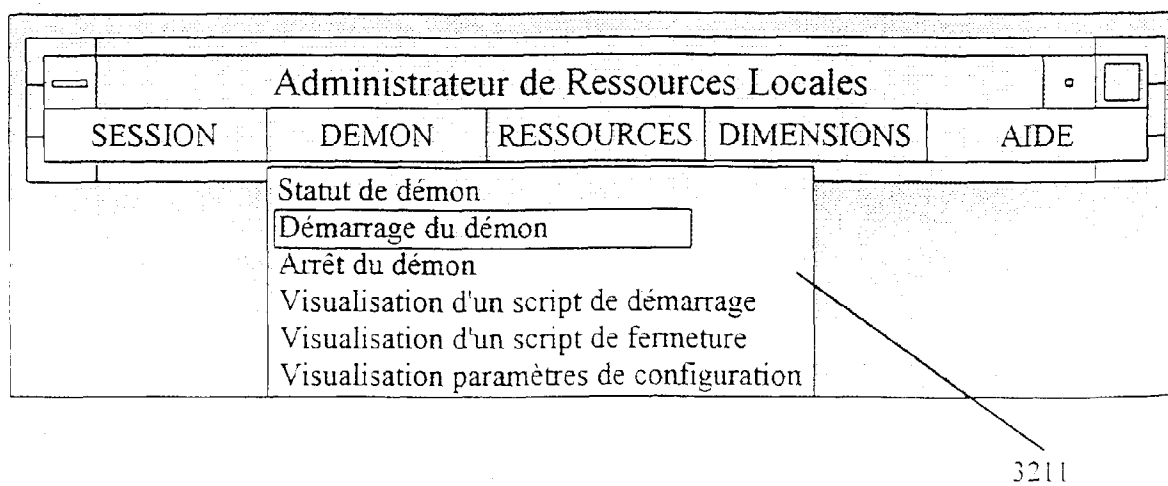 Administrateur de Ressources Locales
SESSION DEMON RESSOURCES DIMENSIONS AIDE
Statut de démon
Démarrage du démon
Arrêt du démon
Visualisation d'un script de démarrage
Visualisation d'un script de fermeture
Visualisation paramètres de configuration
3211